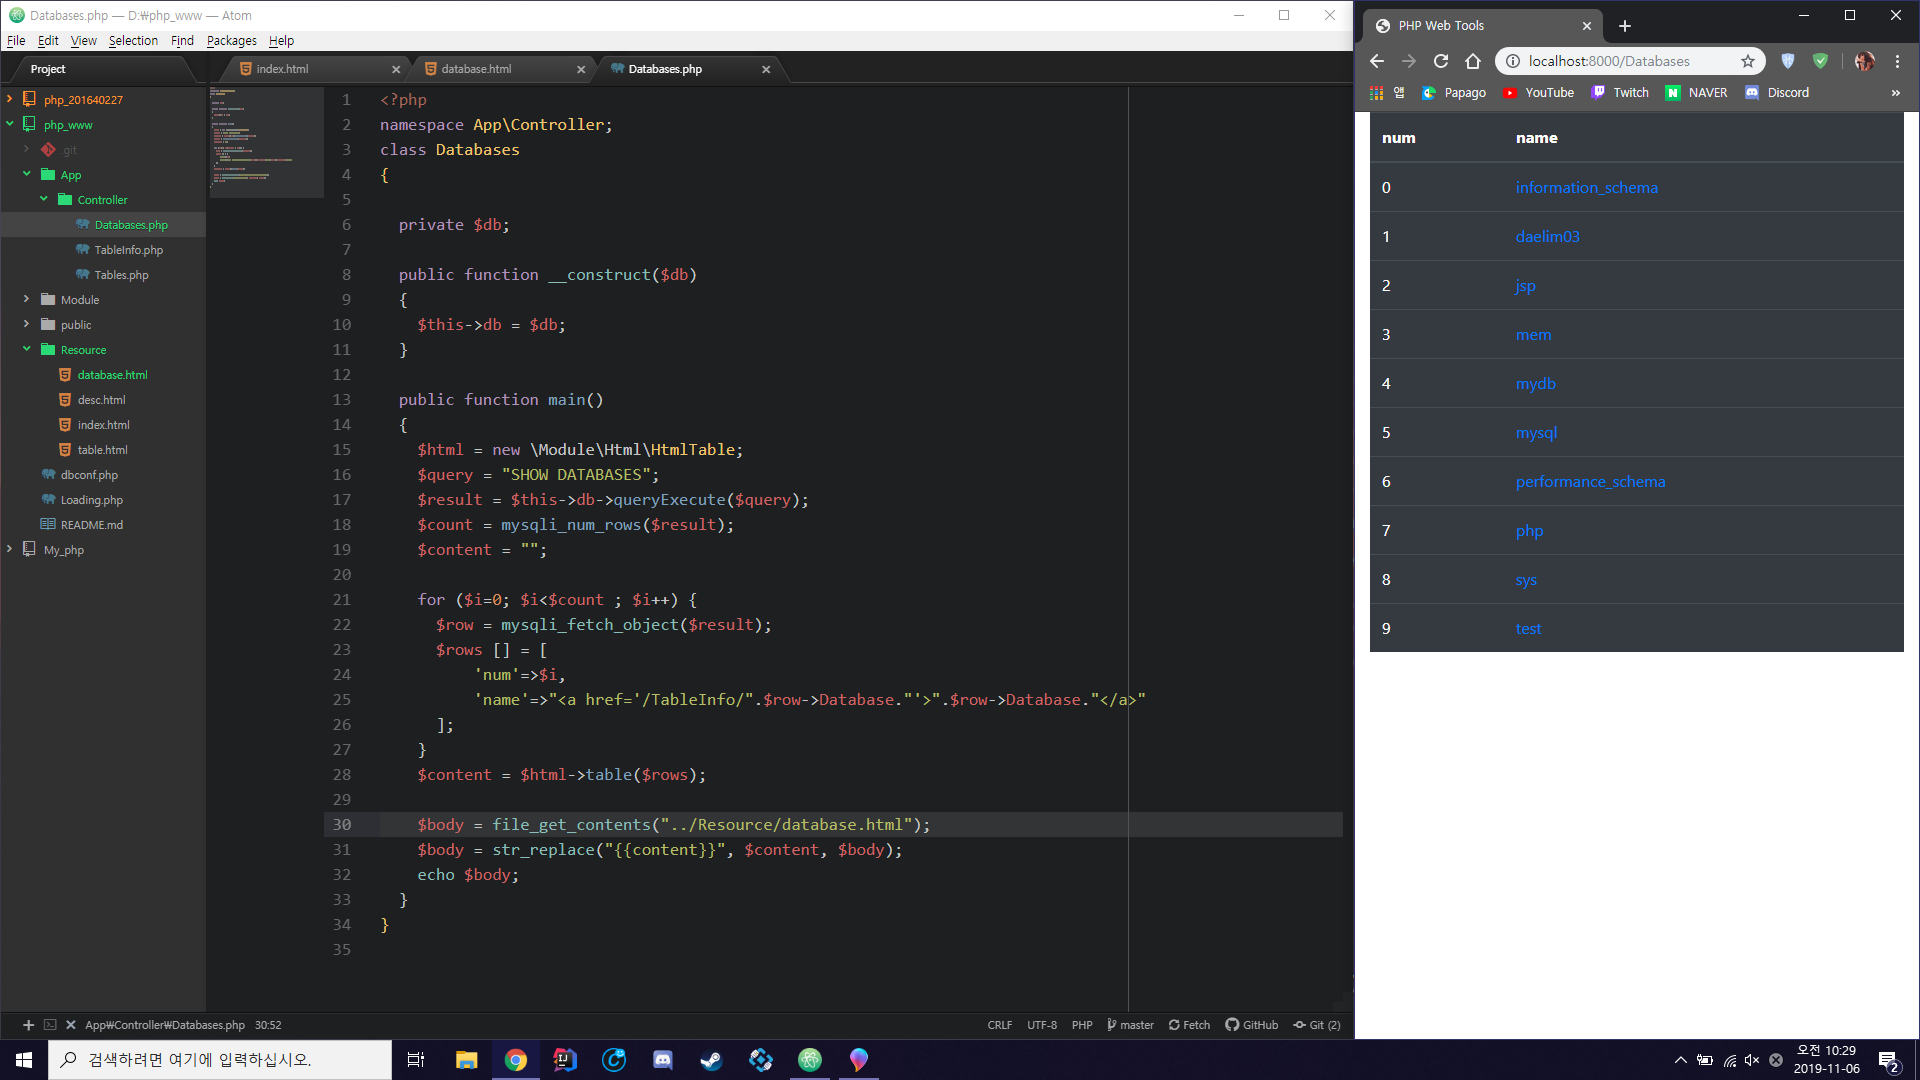 Databases.php — D:₩php_www — Atom
File Edit View Selection Find Packages Help
Project
index.html
database.html
Databases.php
php_201640227
php_www
.git
App
Controller
Databases.php
TableInfo.php
Tables.php
Module
public
Resource
database.html
desc.html
index.html
table.html
dbconf.php
Loading.php
README.md
My_php
1 <?php
2 namespace App\Controller;
3 class Databases
4 {
5
6 private $db;
7
8 public function __construct($db)
9 {
10 $this->db = $db;
11 }
12
13 public function main()
14 {
15 $html = new \Module\Html\HtmlTable;
16 $query = "SHOW DATABASES";
17 $result = $this->db->queryExecute($query);
18 $count = mysqli_num_rows($result);
19 $content = "";
20
21 for ($i=0; $i<$count ; $i++) {
22 $row = mysqli_fetch_object($result);
23 $rows [] = [
24 'num'=>$i,
25 'name'=>"<a href='/TableInfo/".$row->Database."'>".$row->Database."</a>"
26 ];
27 }
28 $content = $html->table($rows);
29
30 $body = file_get_contents("../Resource/database.html");
31 $body = str_replace("{{content}}", $content, $body);
32 echo $body;
33 }
34 }
35
App₩Controller₩Databases.php 30:52
CRLF UTF-8 PHP master Fetch GitHub Git (2)
PHP Web Tools
localhost:8000/Databases
앱 Papago YouTube Twitch NAVER Discord »
num name
0 information_schema
1 daelim03
2 jsp
3 mem
4 mydb
5 mysql
6 performance_schema
7 php
8 sys
9 test
검색하려면 여기에 입력하십시오.
오전 10:29
2019-11-06
2